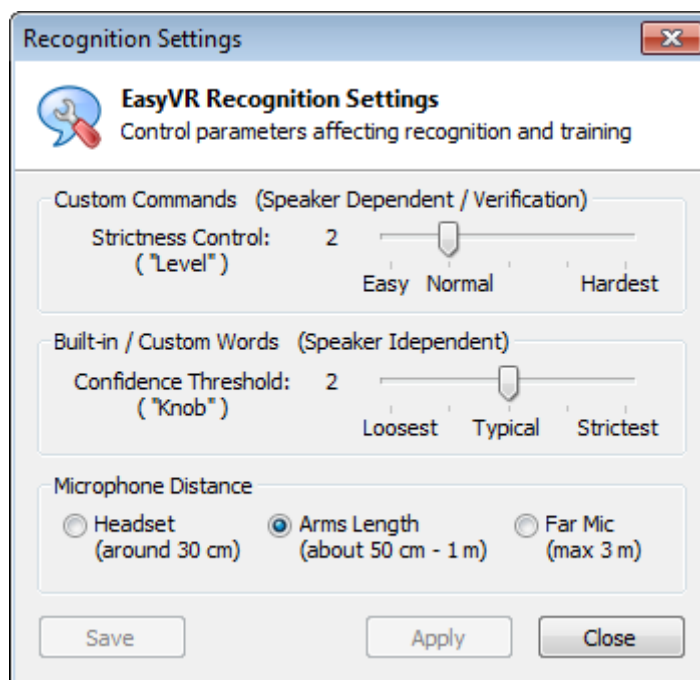 Recognition Settings
EasyVR Recognition Settings
Control parameters affecting recognition and training
Custom Commands (Speaker Dependent / Verification)
Strictness Control: 2
( "Level" )
Easy Normal Hardest
Built-in / Custom Words (Speaker Idependent)
Confidence Threshold: 2
( "Knob" )
Loosest Typical Strictest
Microphone Distance
Headset Arms Length Far Mic
(around 30 cm) (about 50 cm - 1 m) (max 3 m)
Save Apply Close